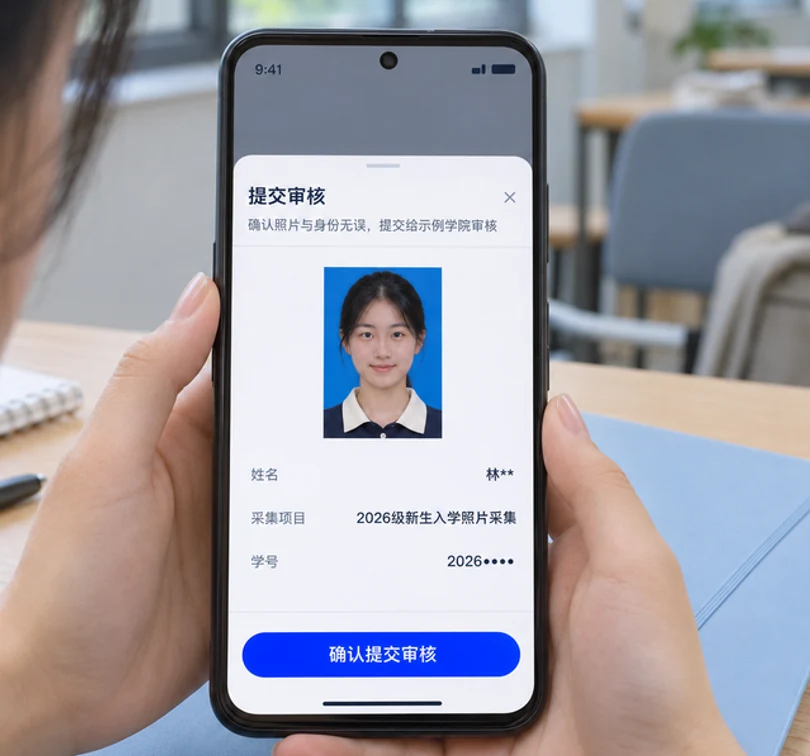 9:41
提交审核
确认照片与身份无误，提交给示例学院审核
姓名 林**
采集项目 2026级新生入学照片采集
学号 2026••••
确认提交审核